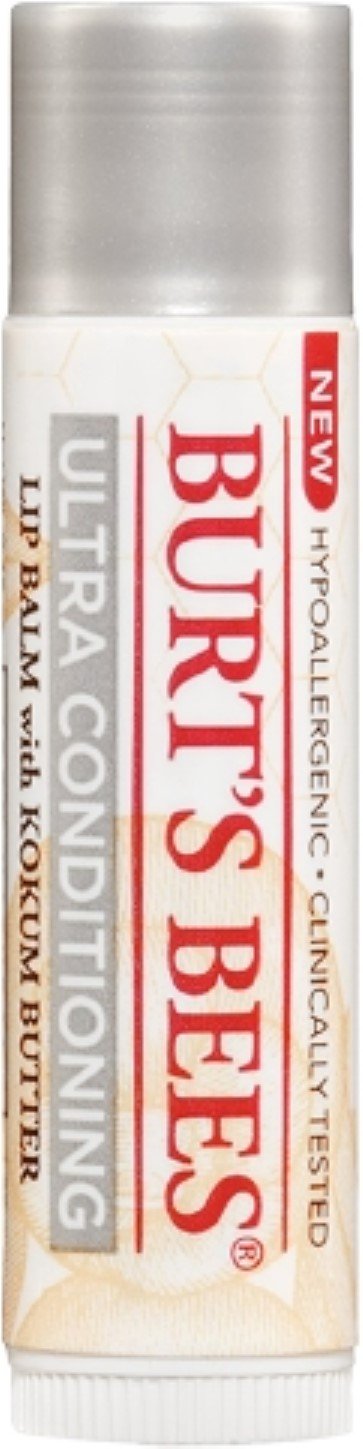 NEW HYPOALLERGENIC • CLINICALLY TESTED
BURT'S BEES®
ULTRA CONDITIONING
LIP BALM with KOKUM BUTTER